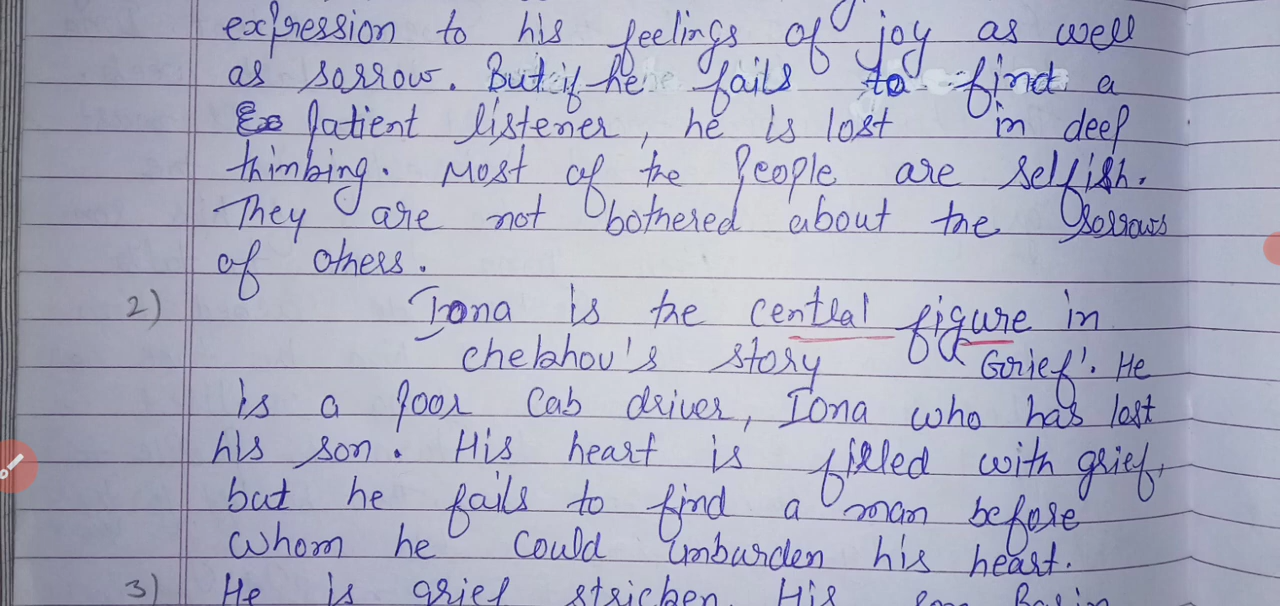 expression to his feelings of joy as well
as sorrow. But if he fails to find a
patient listener, he is lost in deep
thinking. Most of the people are selfish.
They are not bothered about the sorrows
of others.
2) Iona is the central figure in
chekhov's story 'Grief'. He
is a poor cab driver, Iona who has lost
his son. His heart is filled with grief,
but he fails to find a man before
whom he could unburden his heart.
3) He is grief stricken. His son Barin